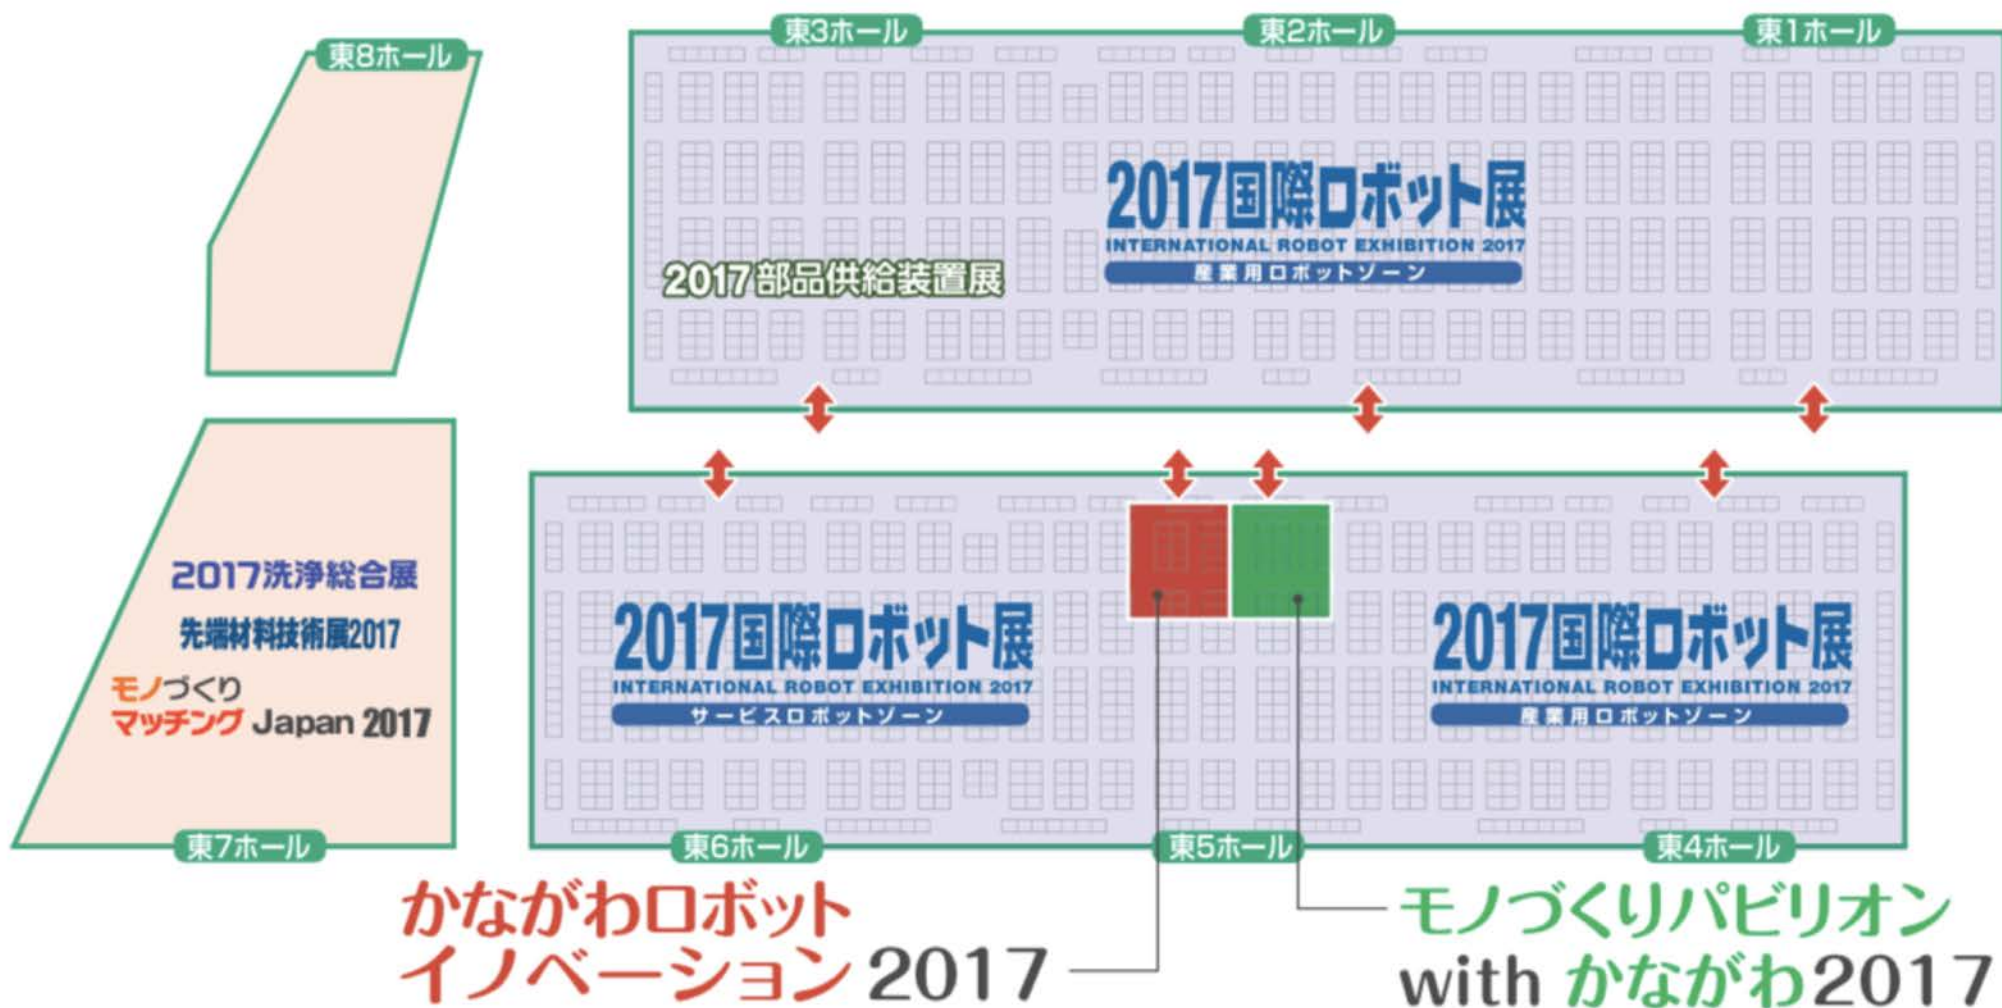 東8ホール
東3ホール
東2ホール
東1ホール
2017国際ロボット展
INTERNATIONAL ROBOT EXHIBITION 2017
産業用ロボットゾーン
2017部品供給装置展
2017洗浄総合展
先端材料技術展2017
モノづくり
マッチング Japan 2017
東7ホール
2017国際ロボット展
INTERNATIONAL ROBOT EXHIBITION 2017
サービスロボットゾーン
2017国際ロボット展
INTERNATIONAL ROBOT EXHIBITION 2017
産業用ロボットゾーン
東6ホール
東5ホール
東4ホール
かながわロボット
イノベーション 2017
モノづくりパビリオン
with かながわ2017